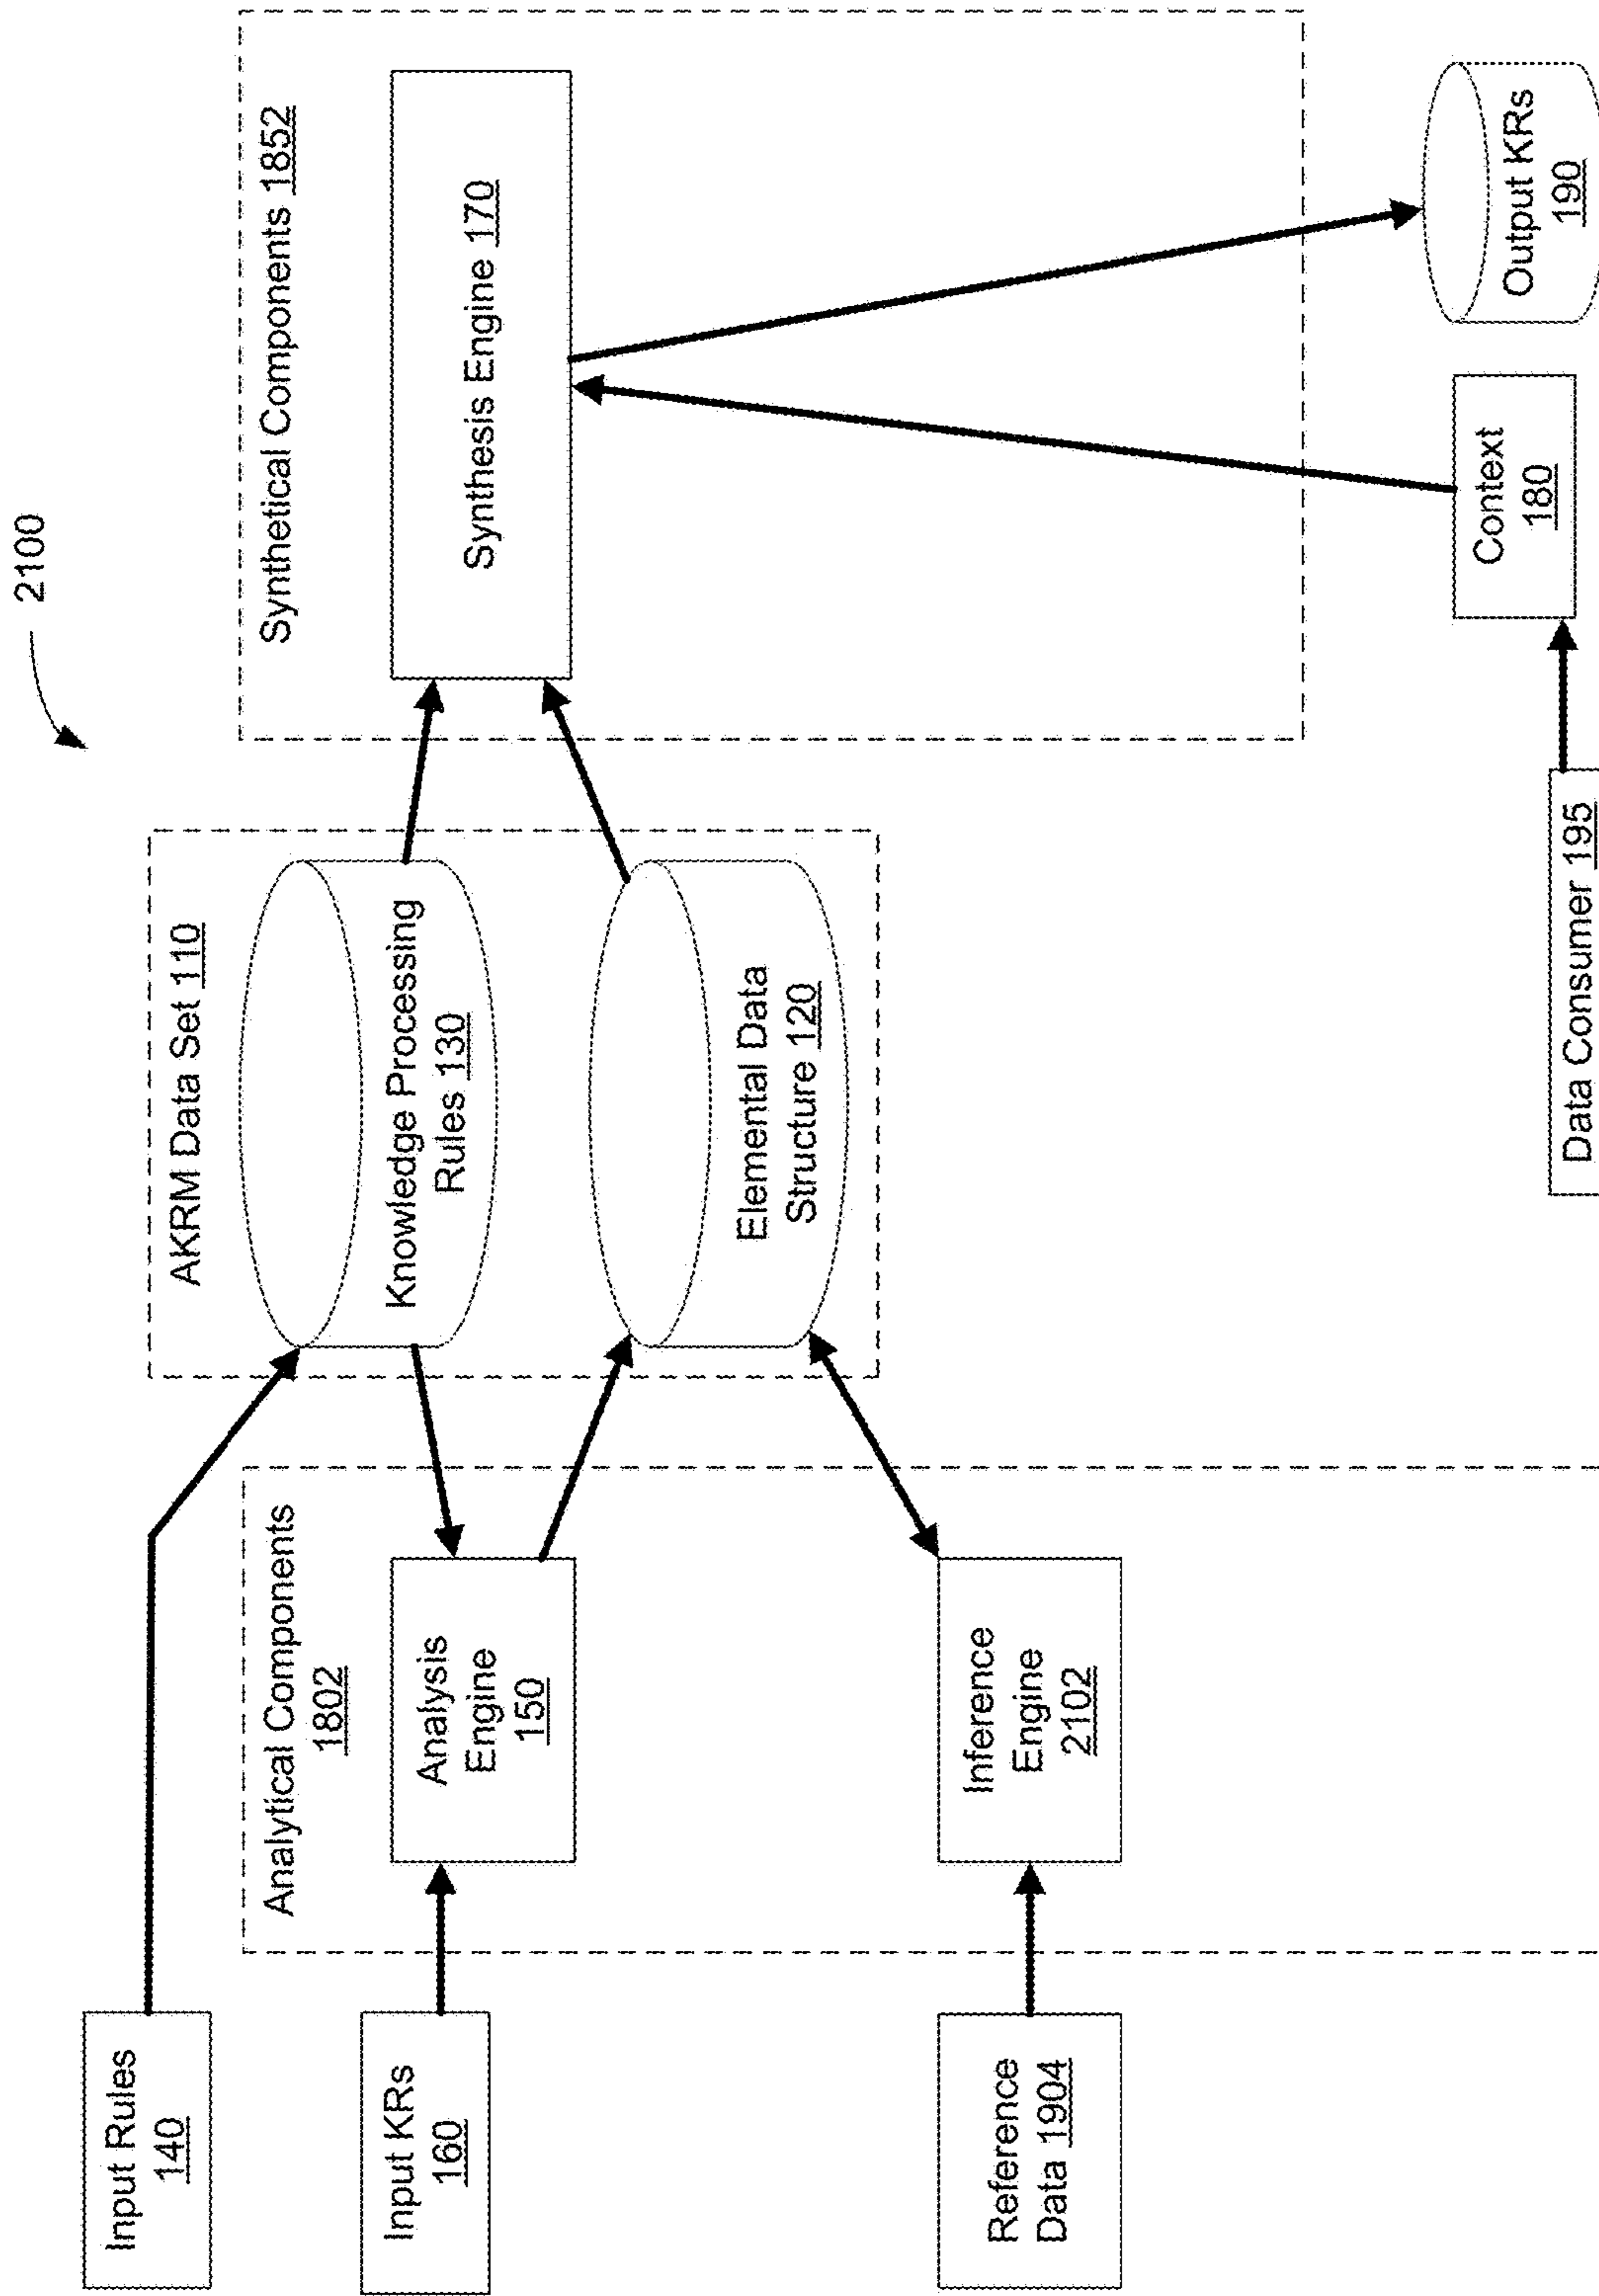 2100
Input Rules
140
Input KRs
160
Reference
Data 1904
Analytical Components
1802
Analysis
Engine
150
Inference
Engine
2102
AKRM Data Set 110
Knowledge Processing
Rules 130
Elemental Data
Structure 120
Synthetical Components 1852
Synthesis Engine 170
Data Consumer 195
Context
180
Output KRs
190